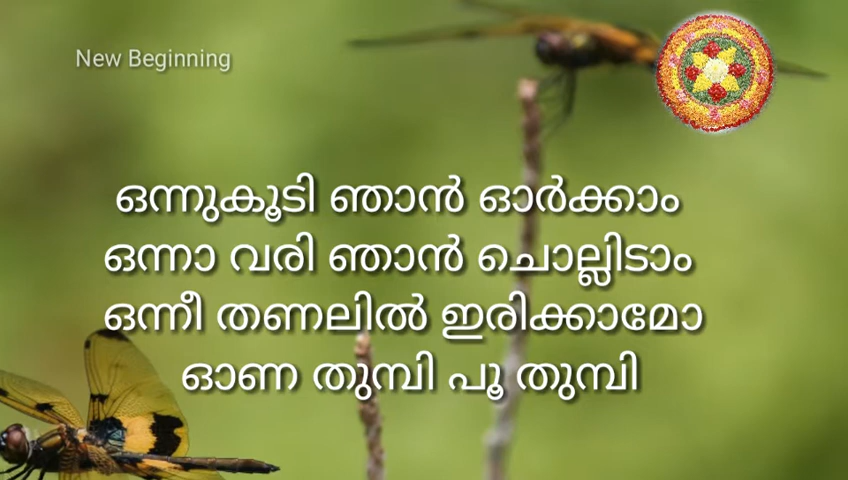 New Beginning
ഒന്നുകൂടി ഞാൻ ഓർക്കാം
ഒന്നാ വരി ഞാൻ ചൊല്ലിടാം
ഒന്നീ തണലിൽ ഇരിക്കാമോ
ഓണ തുമ്പി പൂ തുമ്പി